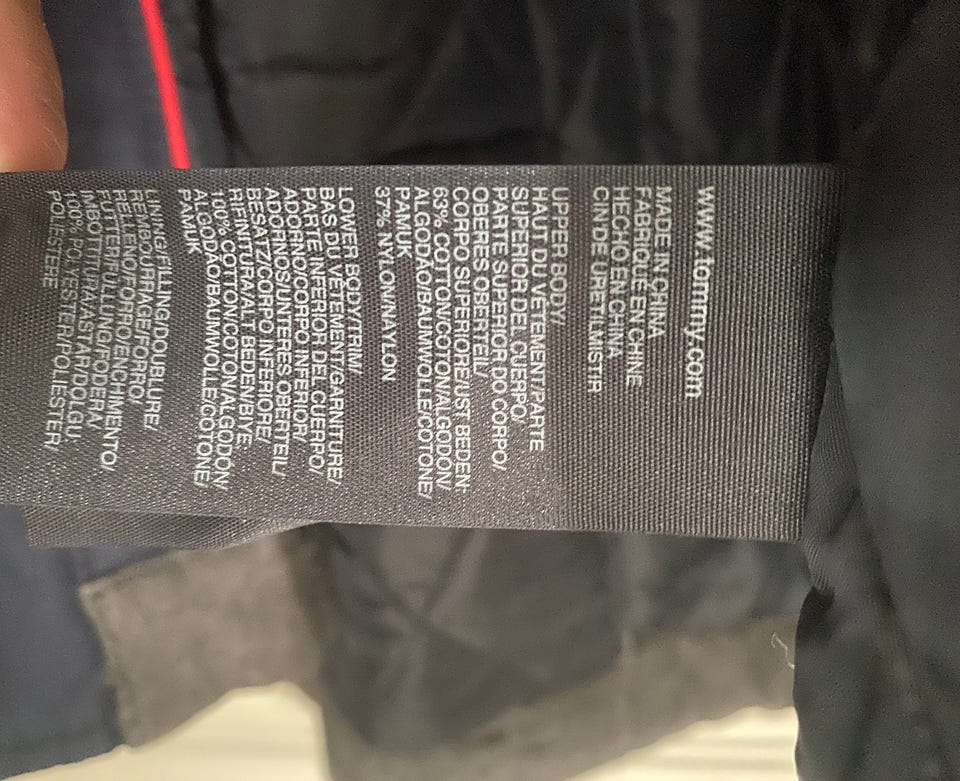 www.tommy.com
MADE IN CHINA
FABRIQUÉ EN CHINE
HECHO EN CHINA
CIN'DE ÜRETILMISTIR
UPPER BODY/
HAUT DU VÊTEMENT/PARTE
SUPERIOR DEL CUERPO/
PARTE SUPERIOR DO CORPO/
OBERES OBERTEIL/
CORPO SUPERIORE/ÜST BEDEN:
63% COTTON/COTON/ALGODÓN/
ALGODÃO/BAUMWOLLE/COTONE/
PAMUK
37% NYLON/NAYLON
LOWER BODY/TRIM/
BAS DU VÊTEMENT/GARNITURE/
PARTE INFERIOR DEL CUERPO/
ADORNO/CORPO INFERIOR/
ADORNOS/UNTERES OBERTEIL/
BESATZ/CORPO INFERIORE/
RIFINITURA/ALT BEDEN/BIYE:
100% COTTON/COTON/ALGODÓN/
ALGODÃO/BAUMWOLLE/COTONE/
PAMUK
LINING/FILLING/DOUBLURE/
REMBOURRAGE/FORRO/
RELLENO/FORRO/ENCHIMENTO/
FUTTER/FÜLLUNG/FODERA/
IMBOTTITURA/ASTAR/DOLGU:
100% POLYESTER/POLIESTER/
POLIESTERE